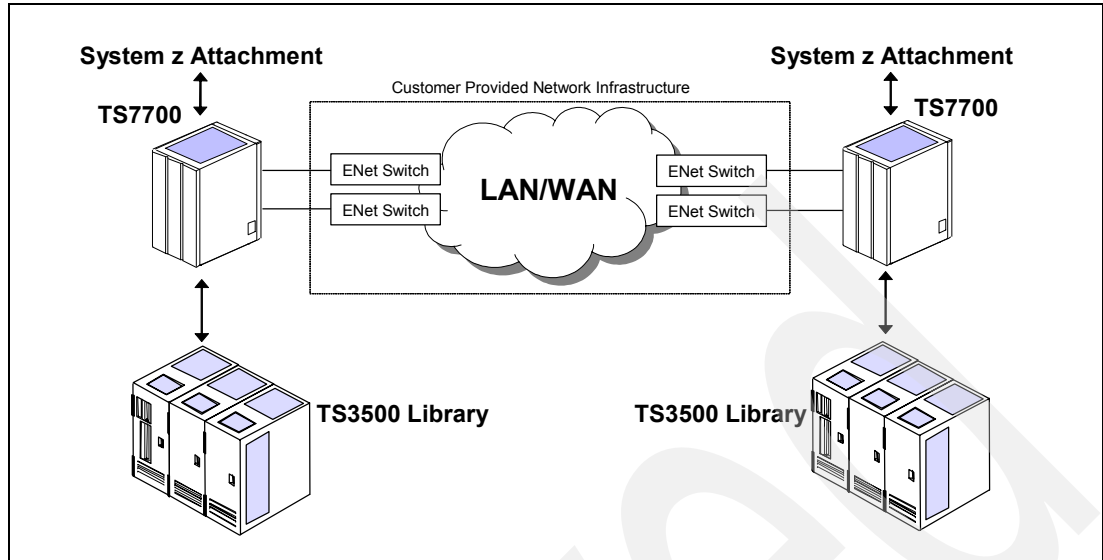 System z Attachment
System z Attachment
TS7700
Customer Provided Network Infrastructure
TS7700
ENet Switch
ENet Switch
LAN/WAN
ENet Switch
ENet Switch
TS3500 Library
TS3500 Library